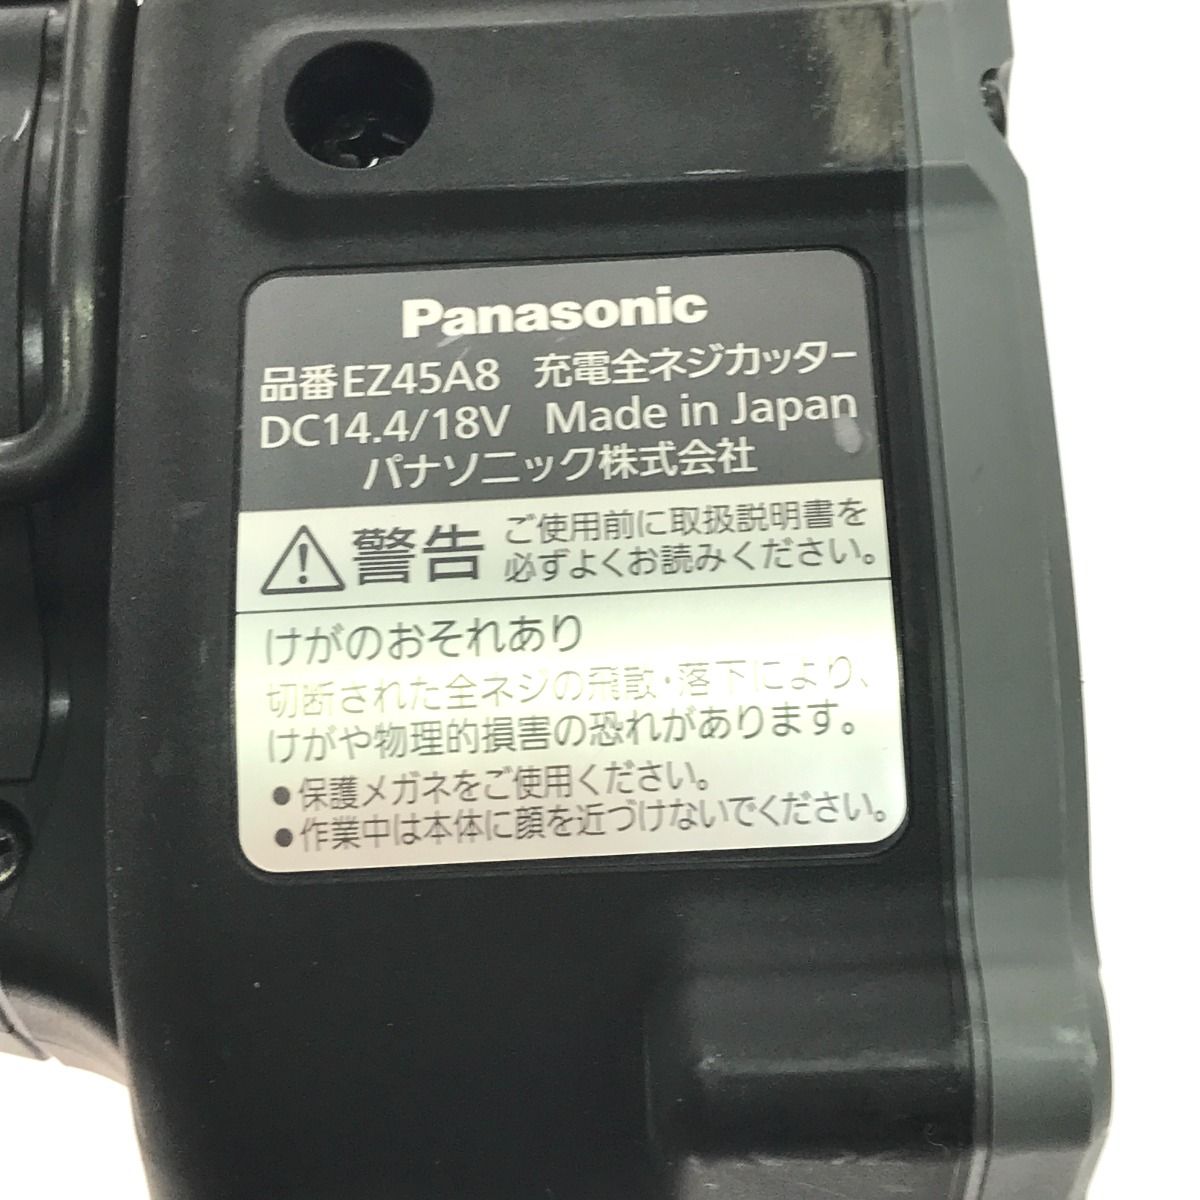 Panasonic
品番EZ45A8 充電全ネジカッター
DC14.4/18V Made in Japan
パナソニック株式会社
警告
ご使用前に取扱説明書を
必ずよくお読みください。
けがのおそれあり
切断された全ネジの飛散・落下により、
けがや物理的損害の恐れがあります。
●保護メガネをご使用ください。
●作業中は本体に顔を近づけないでください。